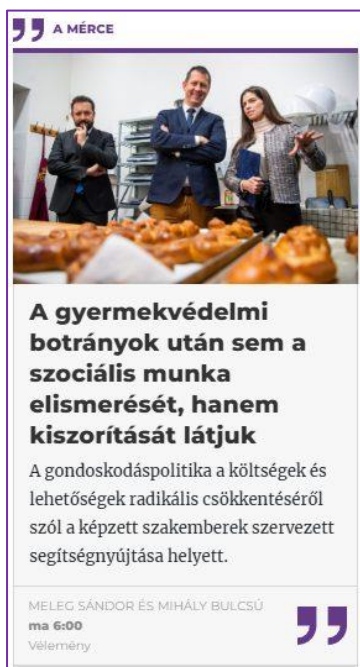 A MÉRCE
A gyermekvédelmi
botrányok után sem a
szociális munka
elismerését, hanem
kiszorítását látjuk
A gondoskodáspolitika a költségek és
lehetőségek radikális csökkentéséről
szól a képzett szakemberek szervezett
segítségnyújtása helyett.
MELEG SÁNDOR ÉS MIHÁLY BULCSÚ
ma 6:00
Vélemény